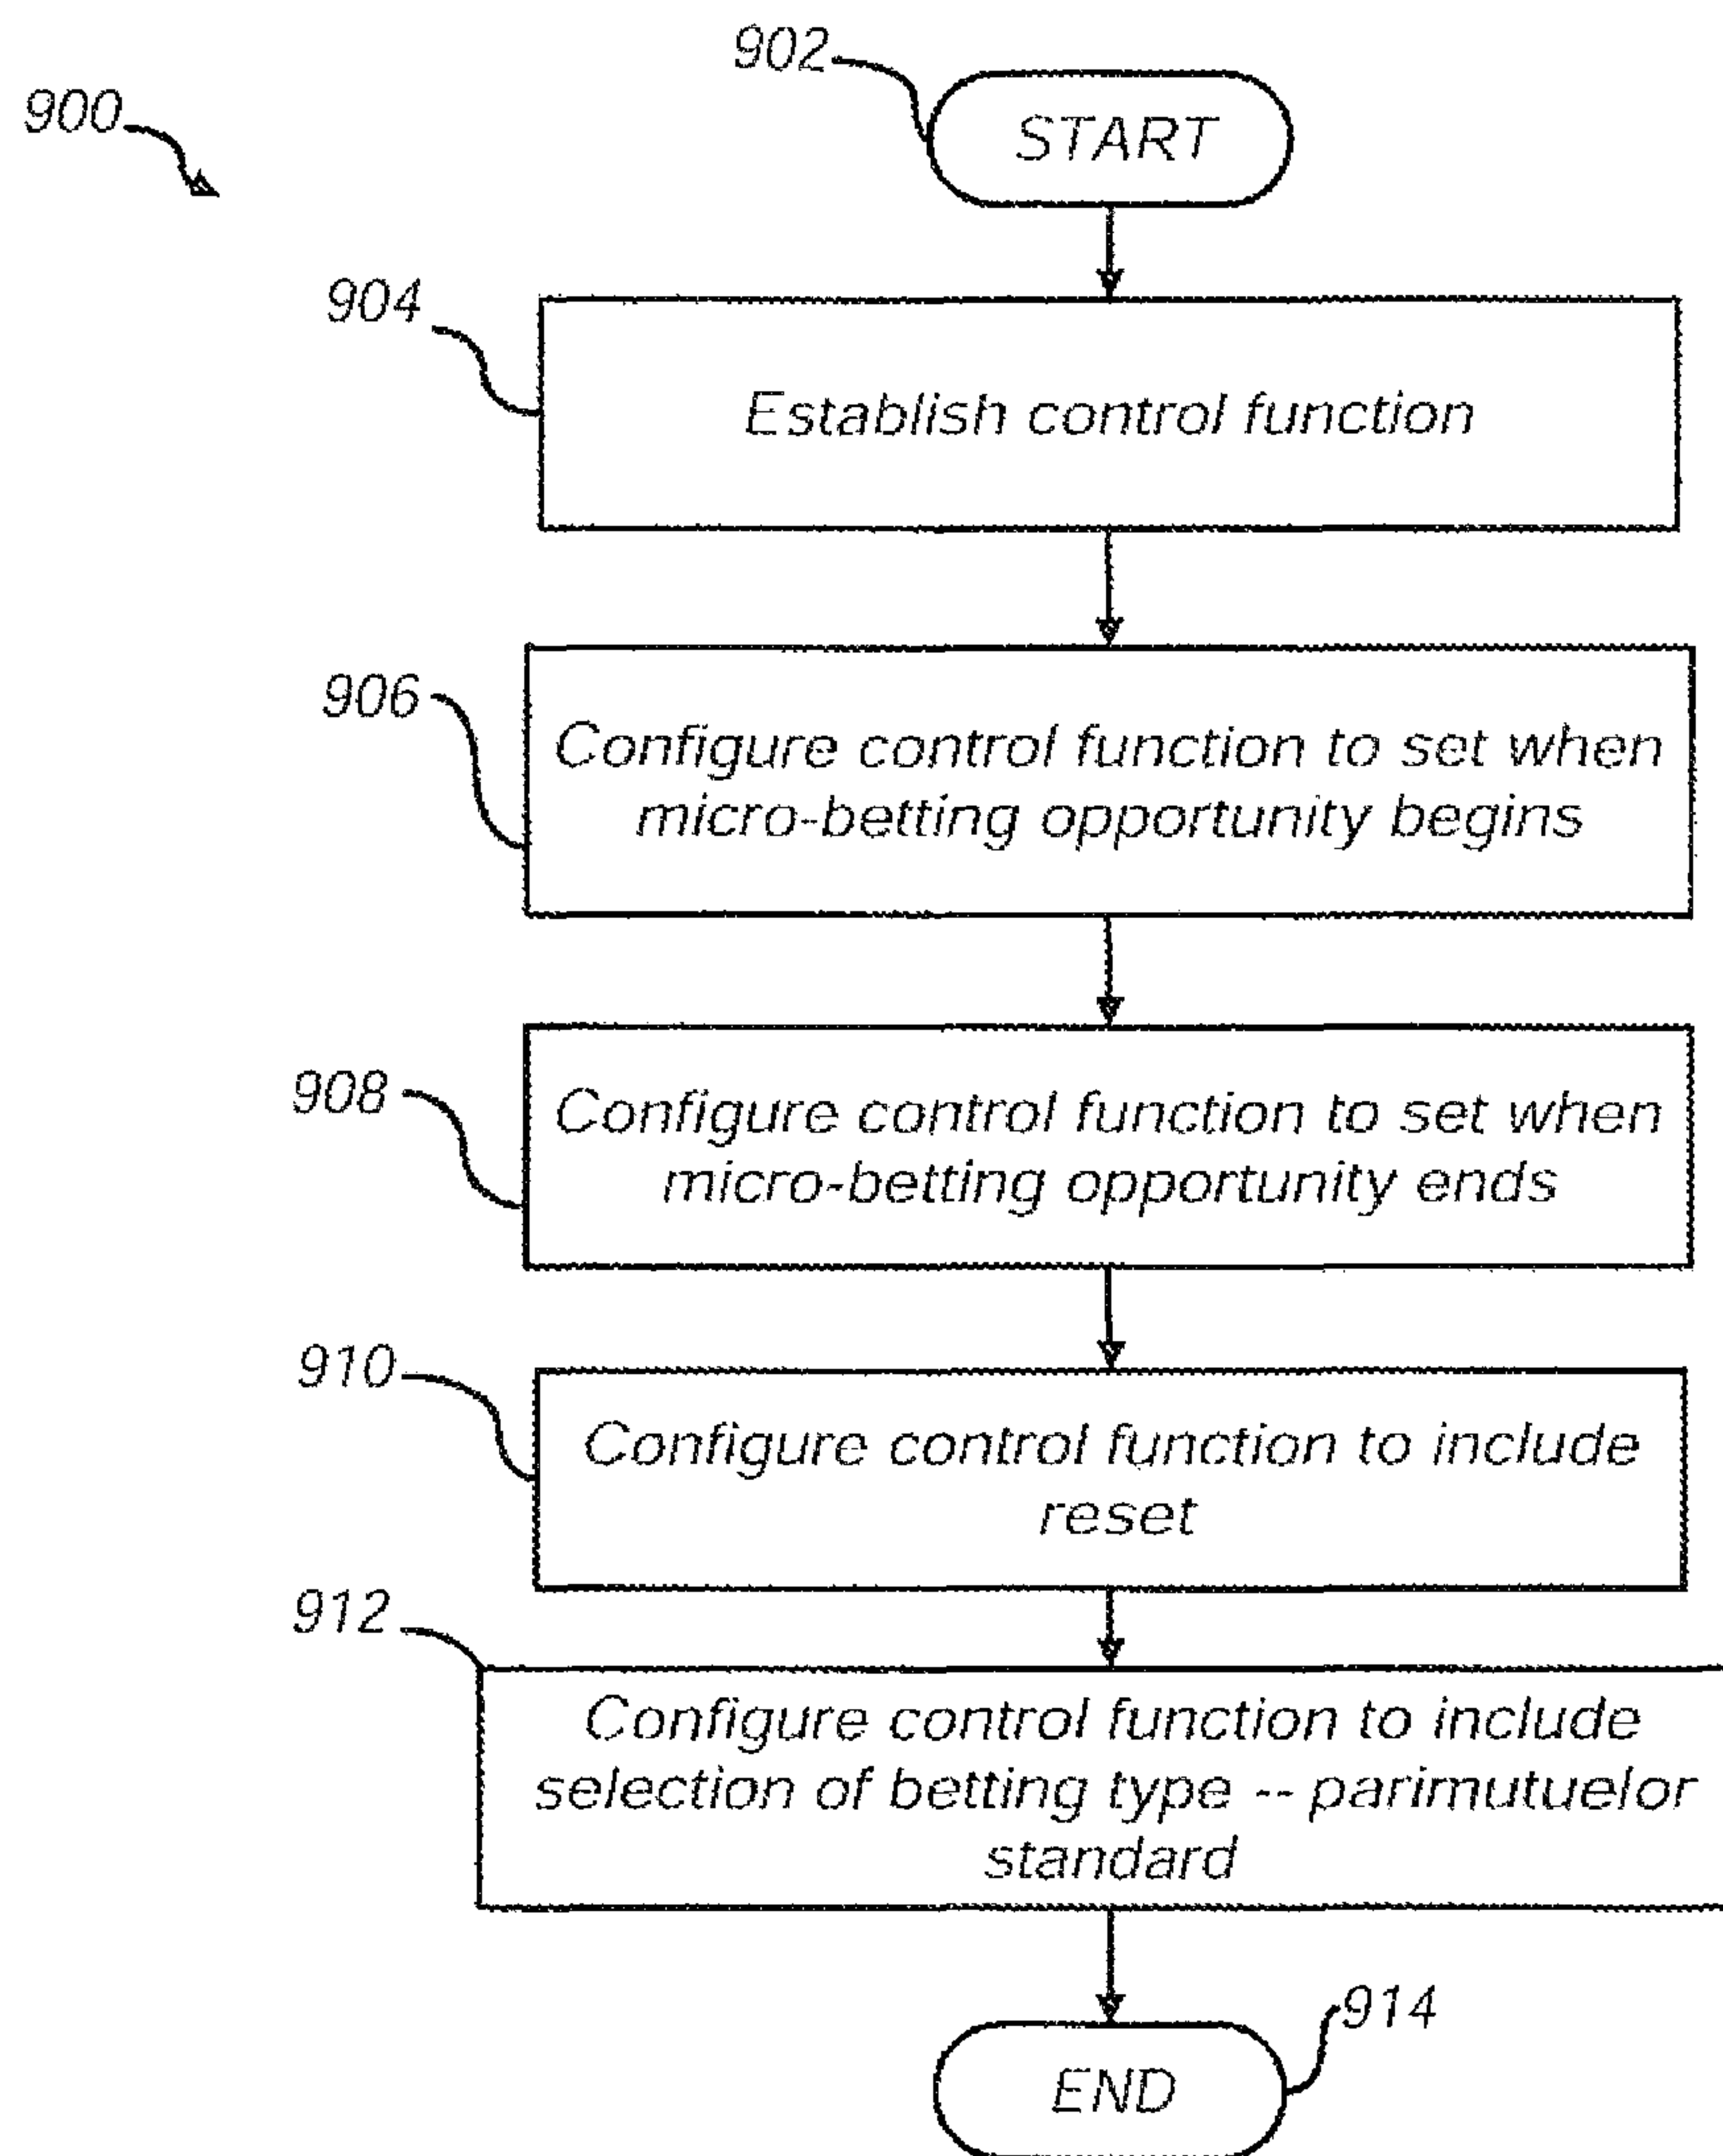 902
900
START
904
Establish control function
906
Configure control function to set when
micro-betting opportunity begins
908
Configure control function to set when
micro-betting opportunity ends
910
Configure control function to include
reset
912
Configure control function to include
selection of betting type -- parimutuelor
standard
914
END